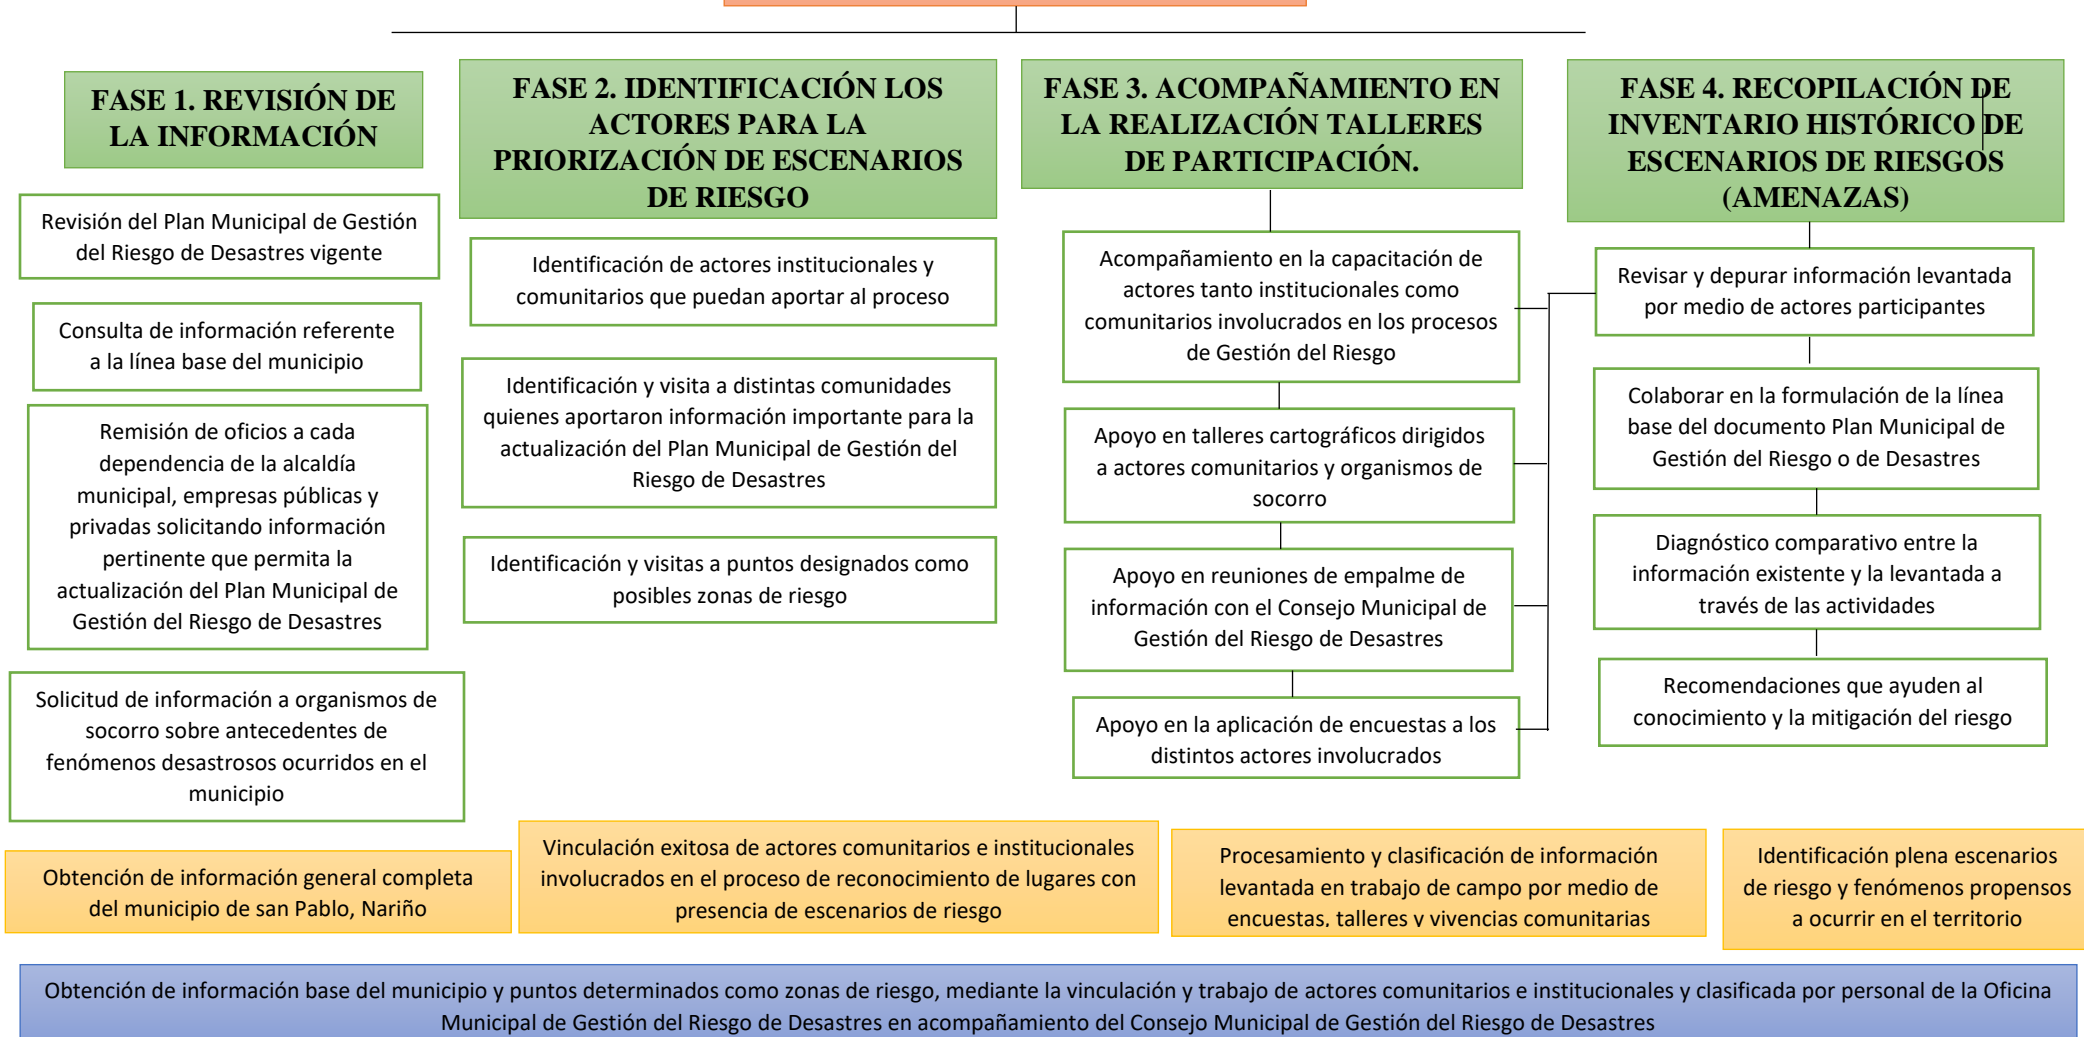 FASE 1. REVISIÓN DE
LA INFORMACIÓN
Revisión del Plan Municipal de Gestión
del Riesgo de Desastres vigente
Consulta de información referente
a la línea base del municipio
Remisión de oficios a cada
dependencia de la alcaldía
municipal, empresas públicas y
privadas solicitando información
pertinente que permita la
actualización del Plan Municipal de
Gestión del Riesgo de Desastres
Solicitud de información a organismos de
socorro sobre antecedentes de
fenómenos desastrosos ocurridos en el
municipio
FASE 2. IDENTIFICACIÓN LOS
ACTORES PARA LA
PRIORIZACIÓN DE ESCENARIOS
DE RIESGO
Identificación de actores institucionales y
comunitarios que puedan aportar al proceso
Identificación y visita a distintas comunidades
quienes aportaron información importante para la
actualización del Plan Municipal de Gestión del
Riesgo de Desastres
Identificación y visitas a puntos designados como
posibles zonas de riesgo
FASE 3. ACOMPAÑAMIENTO EN
LA REALIZACIÓN TALLERES
DE PARTICIPACIÓN.
Acompañamiento en la capacitación de
actores tanto institucionales como
comunitarios involucrados en los procesos
de Gestión del Riesgo
Apoyo en talleres cartográficos dirigidos
a actores comunitarios y organismos de
socorro
Apoyo en reuniones de empalme de
información con el Consejo Municipal de
Gestión del Riesgo de Desastres
Apoyo en la aplicación de encuestas a los
distintos actores involucrados
FASE 4. RECOPILACIÓN DE
INVENTARIO HISTÓRICO DE
ESCENARIOS DE RIESGOS
(AMENAZAS)
Revisar y depurar información levantada
por medio de actores participantes
Colaborar en la formulación de la línea
base del documento Plan Municipal de
Gestión del Riesgo o de Desastres
Diagnóstico comparativo entre la
información existente y la levantada a
través de las actividades
Recomendaciones que ayuden al
conocimiento y la mitigación del riesgo
Obtención de información general completa
del municipio de san Pablo, Nariño
Vinculación exitosa de actores comunitarios e institucionales
involucrados en el proceso de reconocimiento de lugares con
presencia de escenarios de riesgo
Procesamiento y clasificación de información
levantada en trabajo de campo por medio de
encuestas, talleres y vivencias comunitarias
Identificación plena escenarios
de riesgo y fenómenos propensos
a ocurrir en el territorio
Obtención de información base del municipio y puntos determinados como zonas de riesgo, mediante la vinculación y trabajo de actores comunitarios e institucionales y clasificada por personal de la Oficina
Municipal de Gestión del Riesgo de Desastres en acompañamiento del Consejo Municipal de Gestión del Riesgo de Desastres